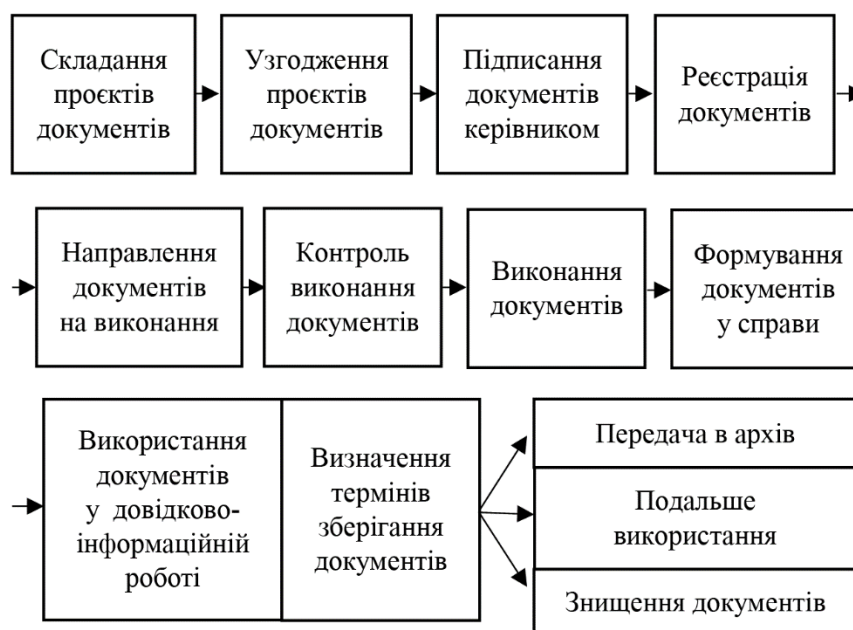 Складання
проєктів
документів
Узгодження
проєктів
документів
Підписання
документів
керівником
Реєстрація
документів
Направлення
документів
на виконання
Контроль
виконання
документів
Виконання
документів
Формування
документів
у справи
Використання
документів
у довідково-
інформаційній
роботі
Визначення
термінів
зберігання
документів
Передача в архів
Подальше
використання
Знищення документів